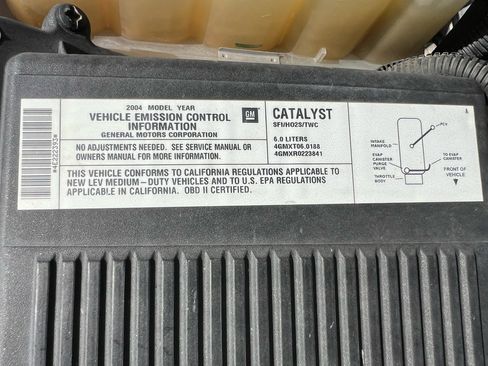 *4E22393*
2004 MODEL YEAR
VEHICLE EMISSION CONTROL
INFORMATION
GENERAL MOTORS CORPORATION
GM
NO ADJUSTMENTS NEEDED. SEE SERVICE MANUAL OR
OWNERS MANUAL FOR MORE INFORMATION.
CATALYST
SFI/HO2S/TWC
6.0 LITERS
4GMXT06.0188
4GMXR0223841
THIS VEHICLE CONFORMS TO CALIFORNIA REGULATIONS APPLICABLE TO
NEW LEV MEDIUM-DUTY VEHICLES AND TO U.S. EPA REGULATIONS
APPLICABLE IN CALIFORNIA. OBD II CERTIFIED.
A
PCV
INTAKE
MANIFOLD
EVAP
CANISTER
PURGE
VALVE
THROTTLE
BODY
TO EVAP
CANISTER
FRONT OF
VEHICLE